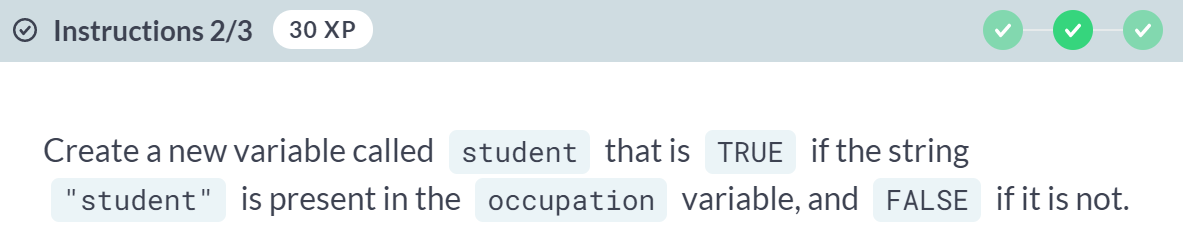 Instructions 2/3 30 XP
Create a new variable called student that is TRUE if the string
"student" is present in the occupation variable, and FALSE if it is not.